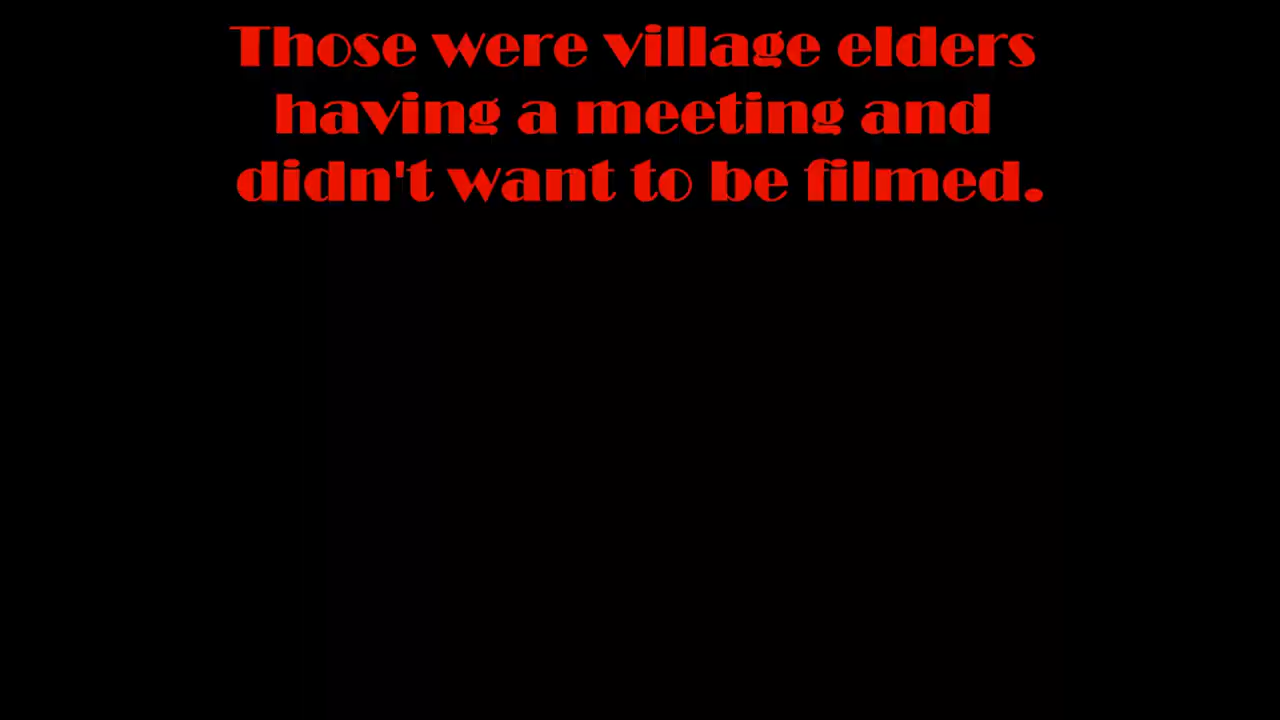 Those were village elders
having a meeting and
didn't want to be filmed.